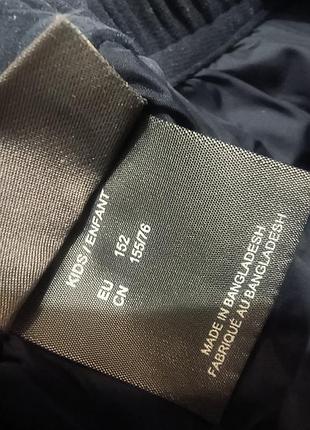 KIDS / ENFANT
EU 152
CN 155/76
MADE IN BANGLADESH
FABRIQUÉ AU BANGLADESH